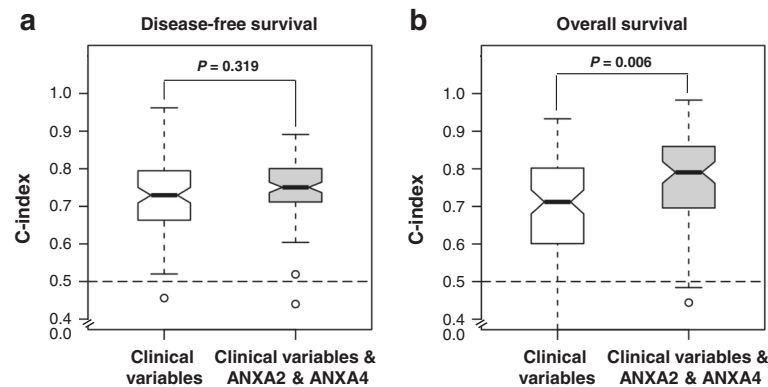 a
Disease-free survival
P = 0.319
C-index
1.0
0.9
0.8
0.7
0.6
0.5
0.4
0.0
Clinical
variables
Clinical variables &
ANXA2 & ANXA4
b
Overall survival
P = 0.006
C-index
1.0
0.9
0.8
0.7
0.6
0.5
0.4
0.0
Clinical
variables
Clinical variables &
ANXA2 & ANXA4